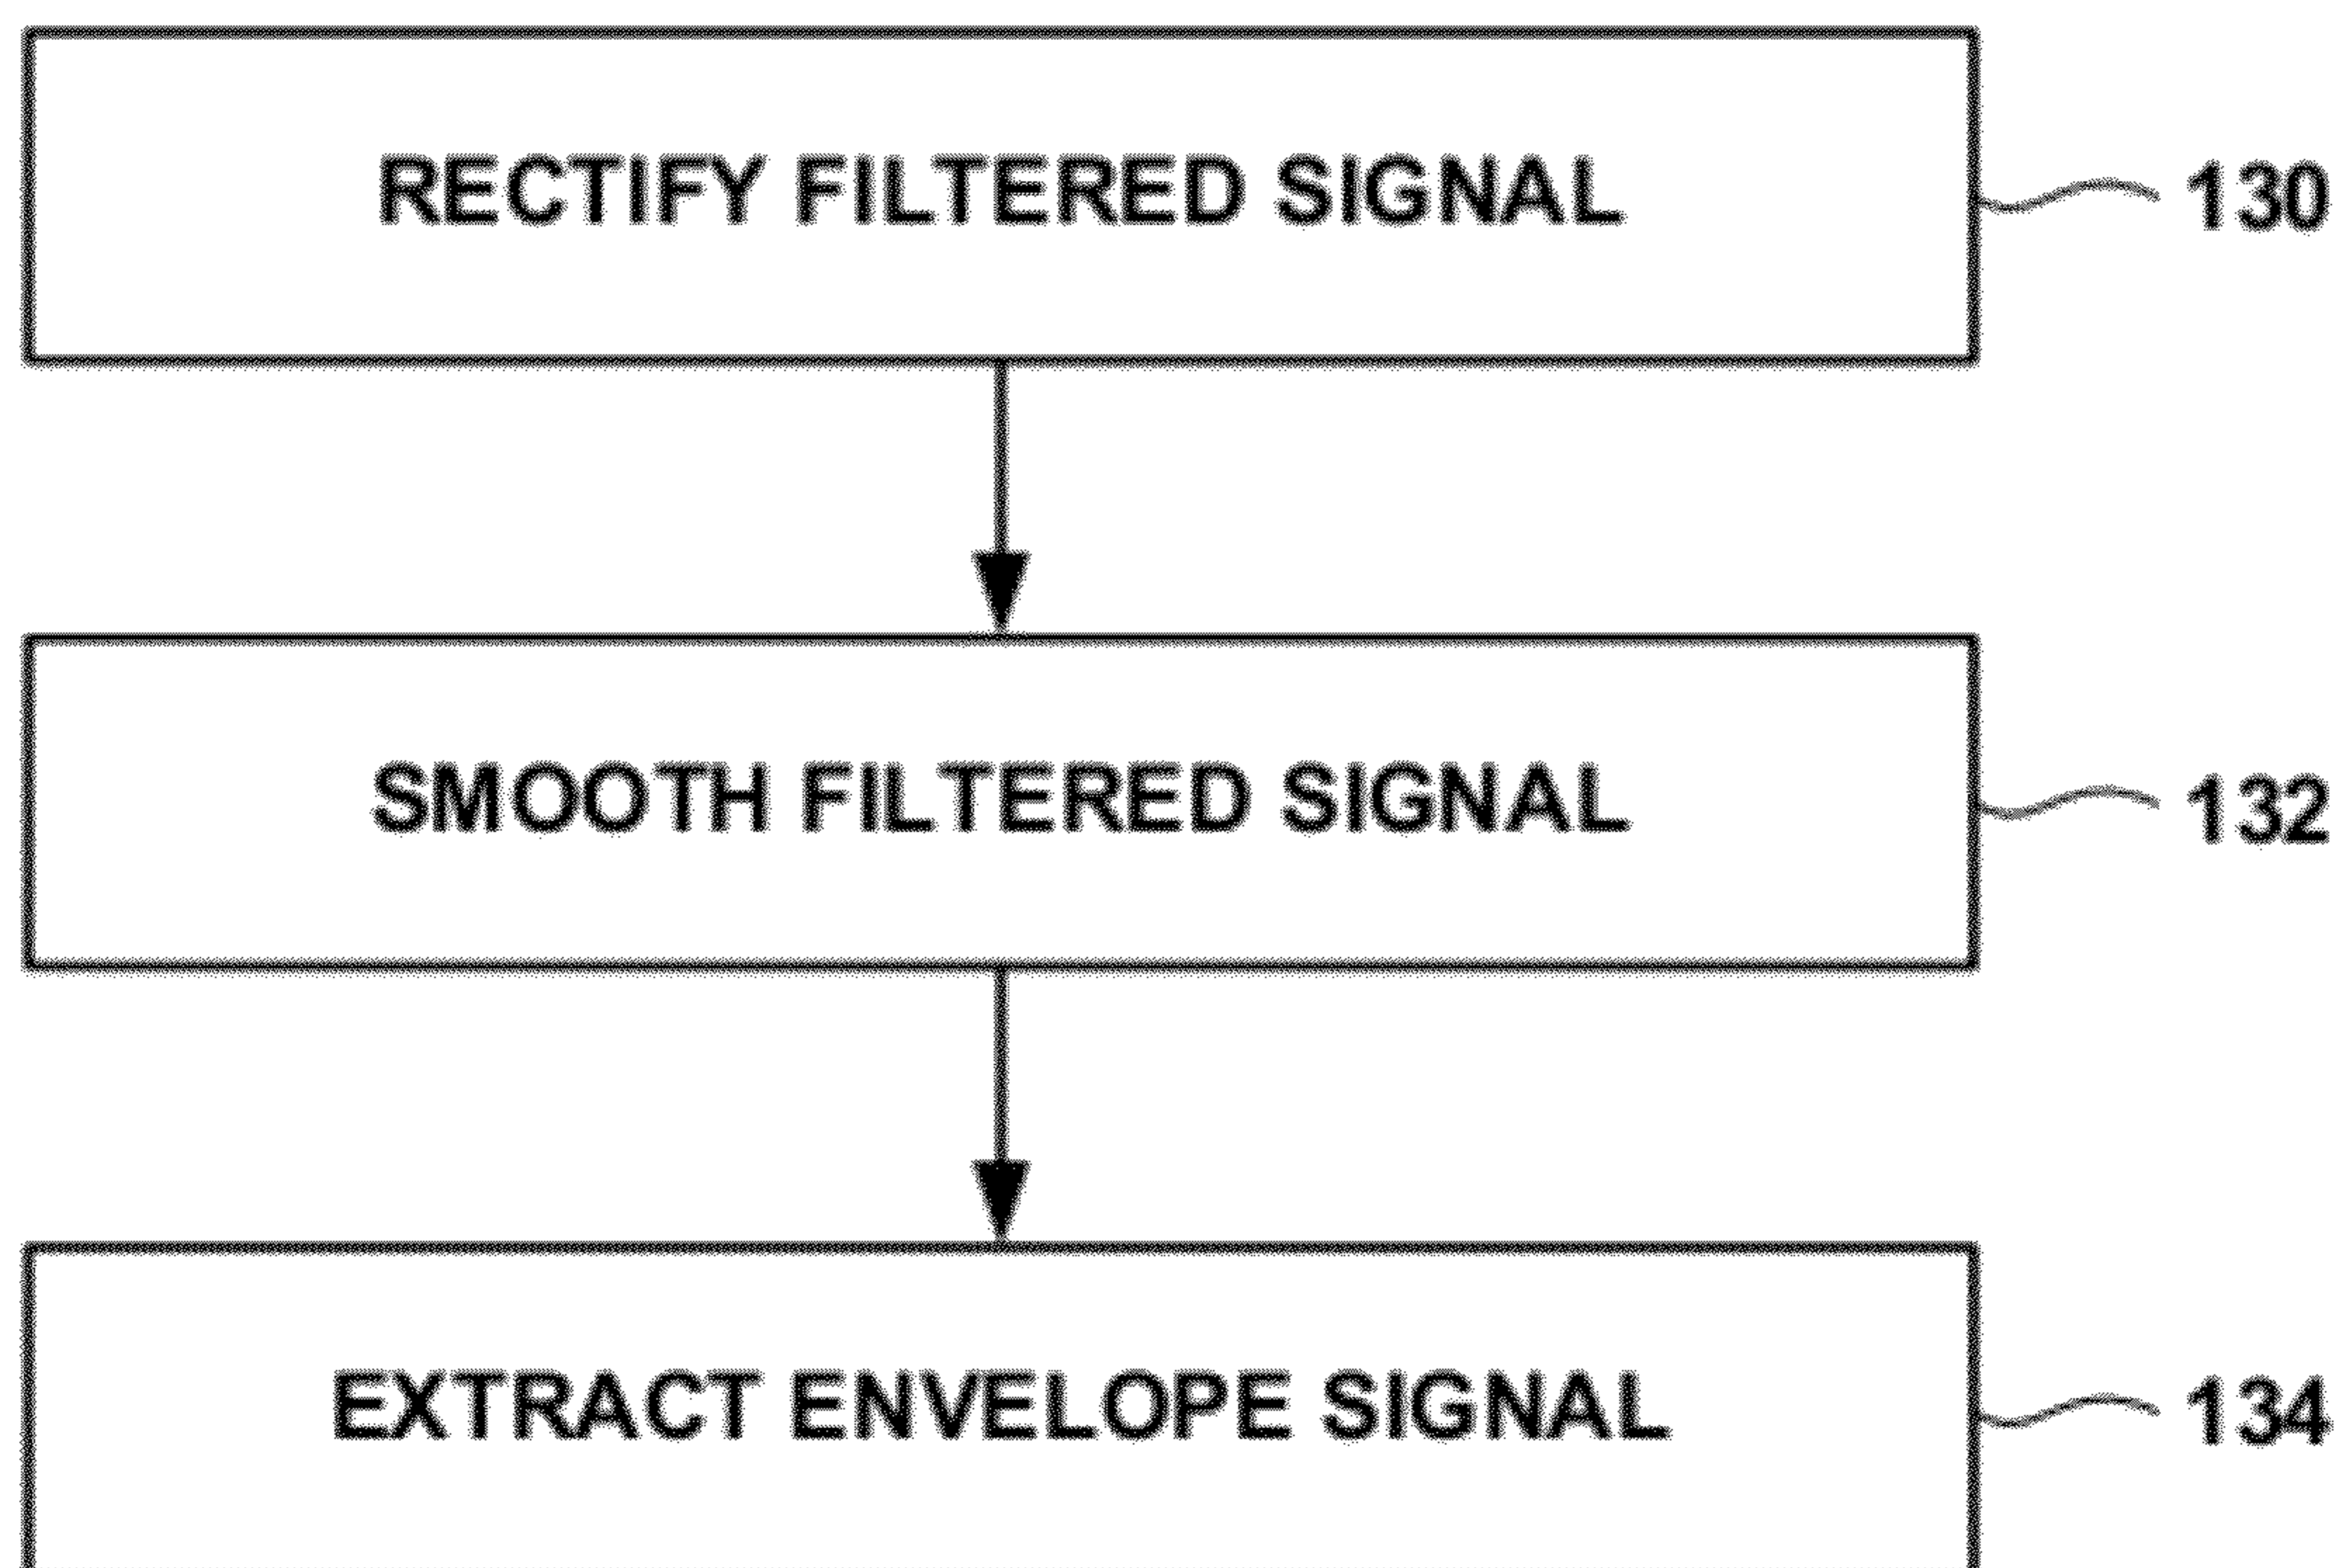 RECTIFY FILTERED SIGNAL
130
SMOOTH FILTERED SIGNAL
132
EXTRACT ENVELOPE SIGNAL
134